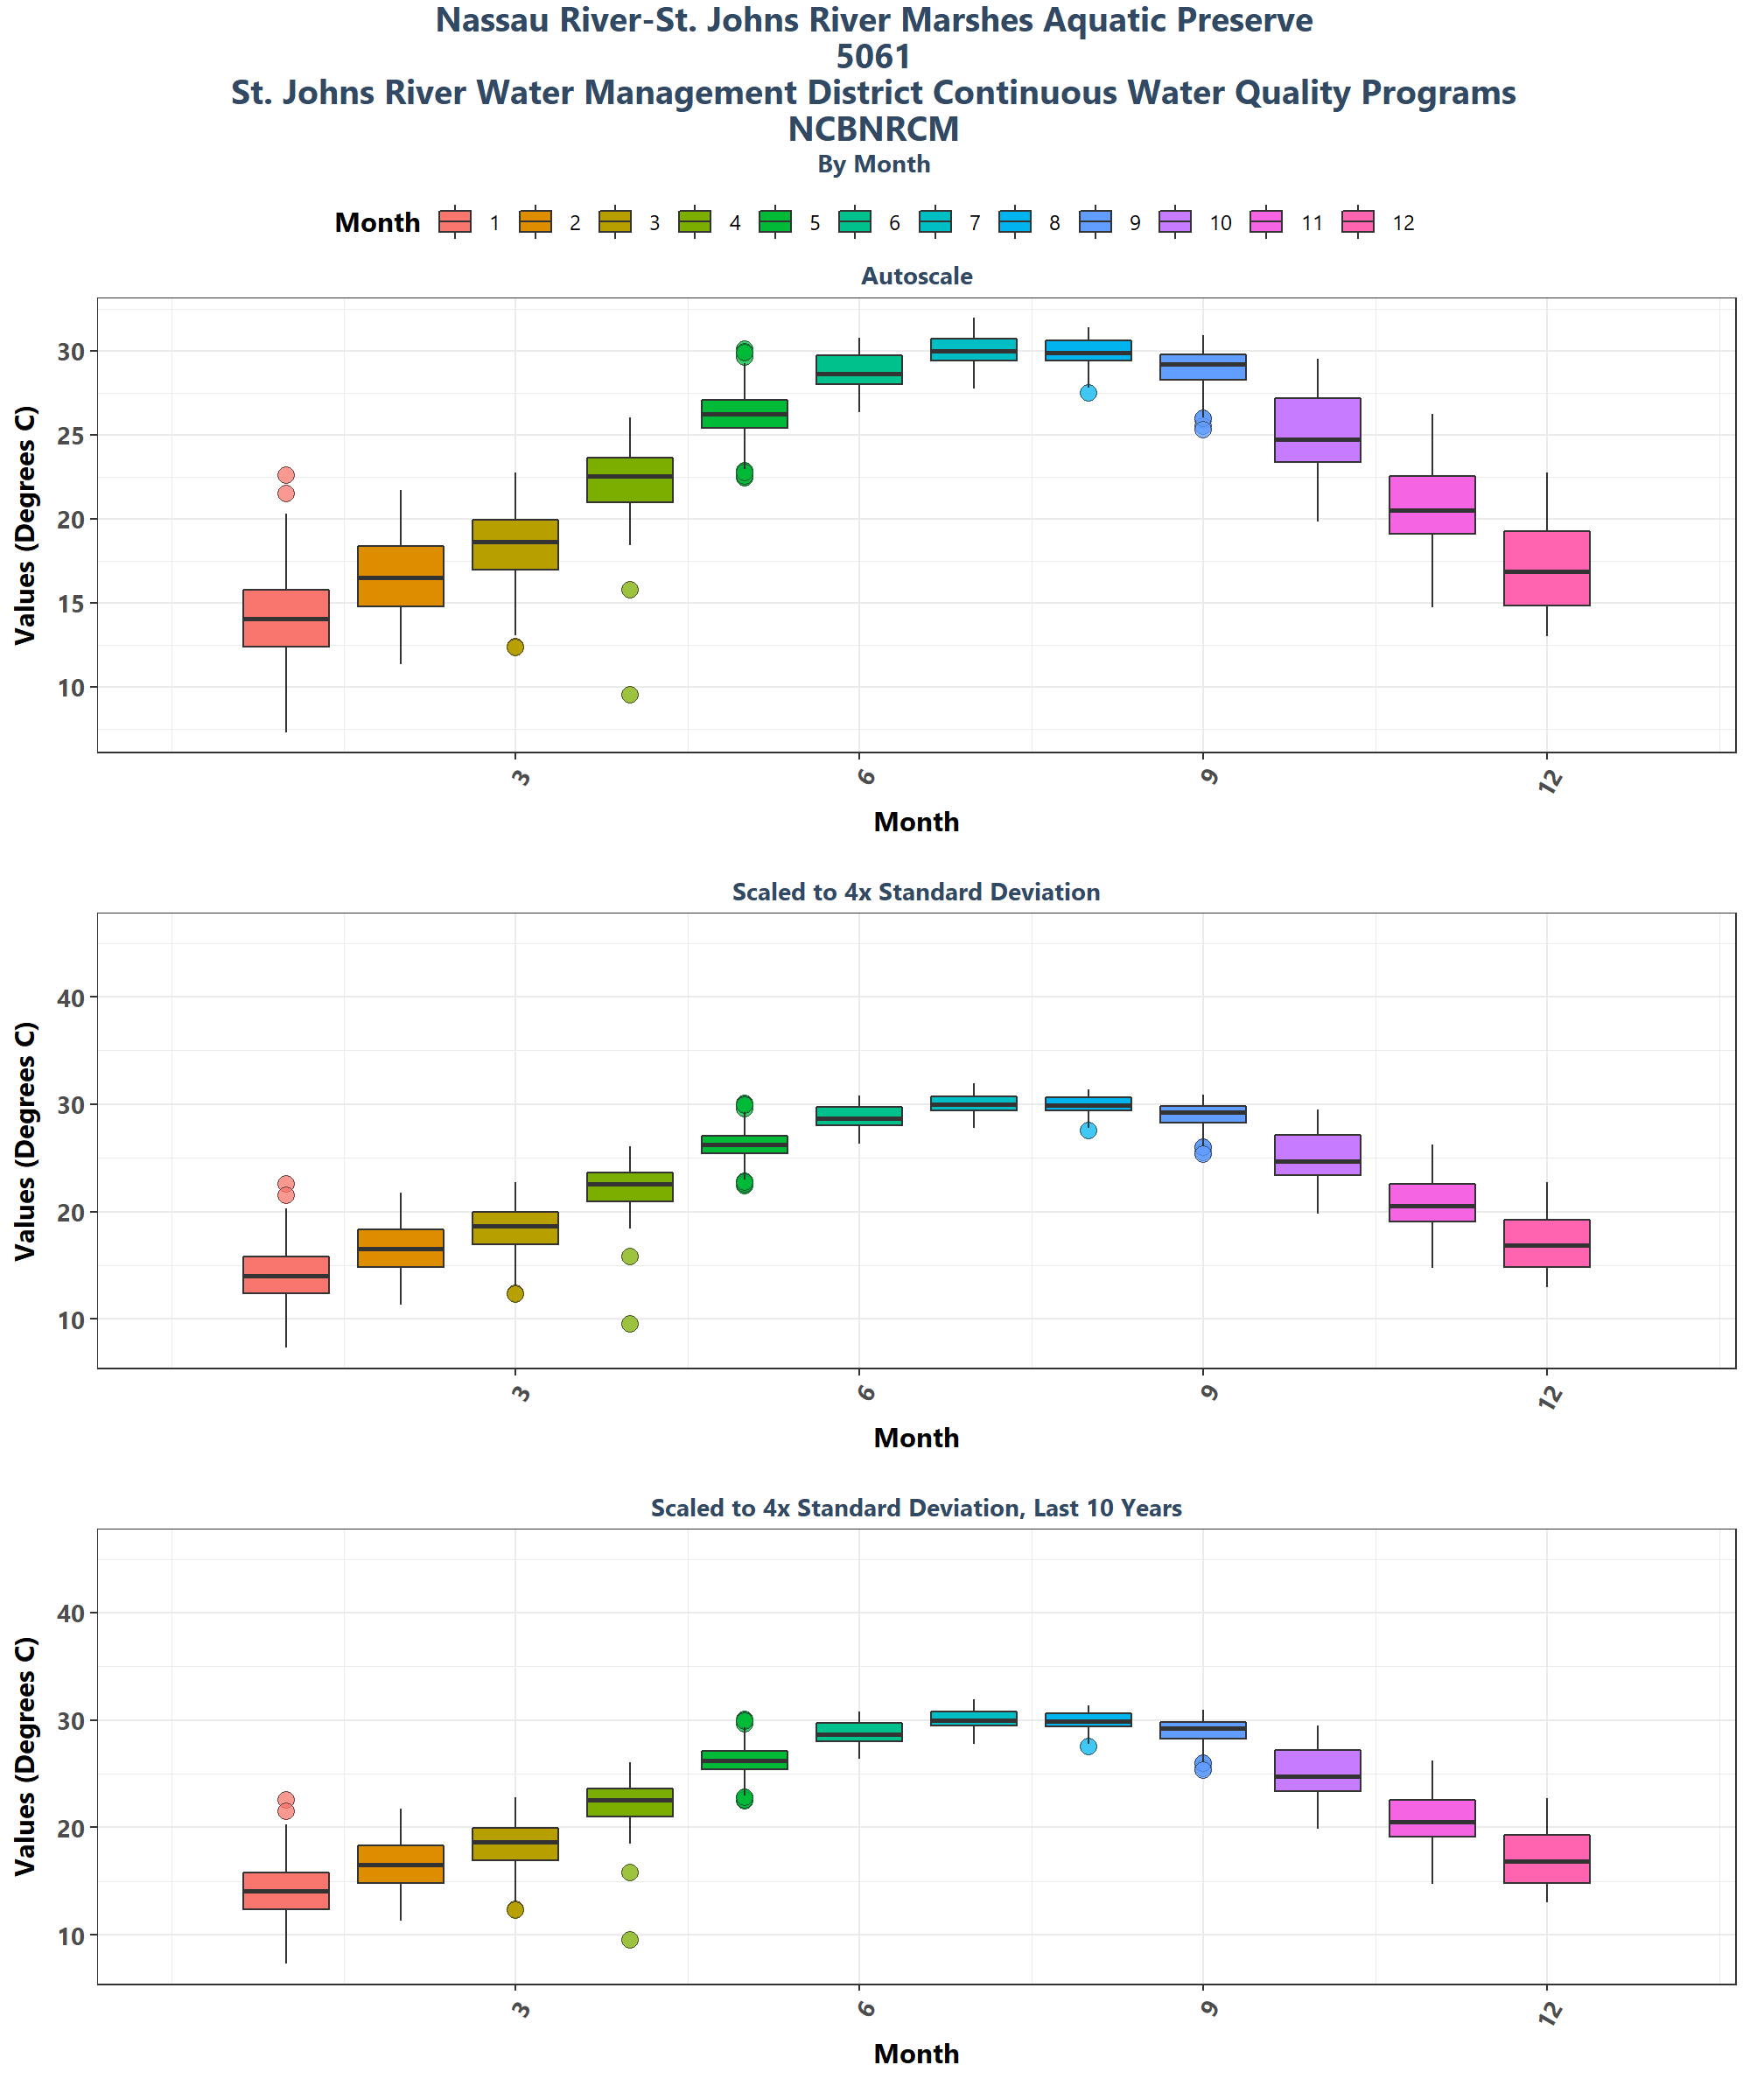 Nassau River-St. Johns River Marshes Aquatic Preserve
5061
St. Johns River Water Management District Continuous Water Quality Programs
NCBNRCM
By Month
Month 1 2 3 4 5 6 7 8 9 10 11 12
Autoscale
Values (Degrees C)
30
25
20
15
10
3 6 9 12
Month
Scaled to 4x Standard Deviation
Values (Degrees C)
40
30
20
10
3 6 9 12
Month
Scaled to 4x Standard Deviation, Last 10 Years
Values (Degrees C)
40
30
20
10
3 6 9 12
Month